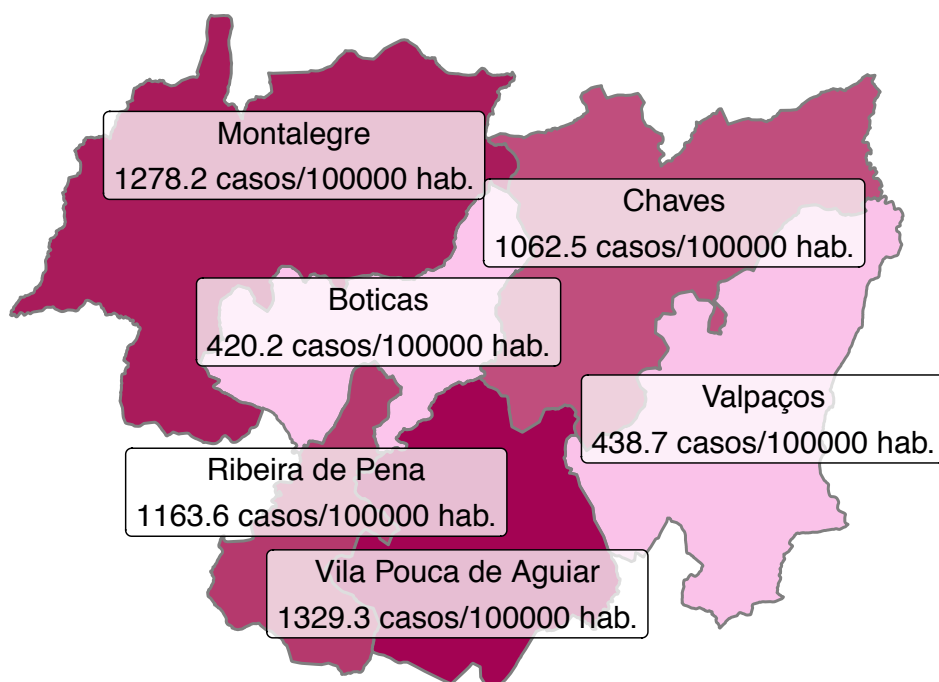 Montalegre
1278.2 casos/100000 hab.
Chaves
1062.5 casos/100000 hab.
Boticas
420.2 casos/100000 hab.
Valpaços
438.7 casos/100000 hab.
Ribeira de Pena
1163.6 casos/100000 hab.
Vila Pouca de Aguiar
1329.3 casos/100000 hab.